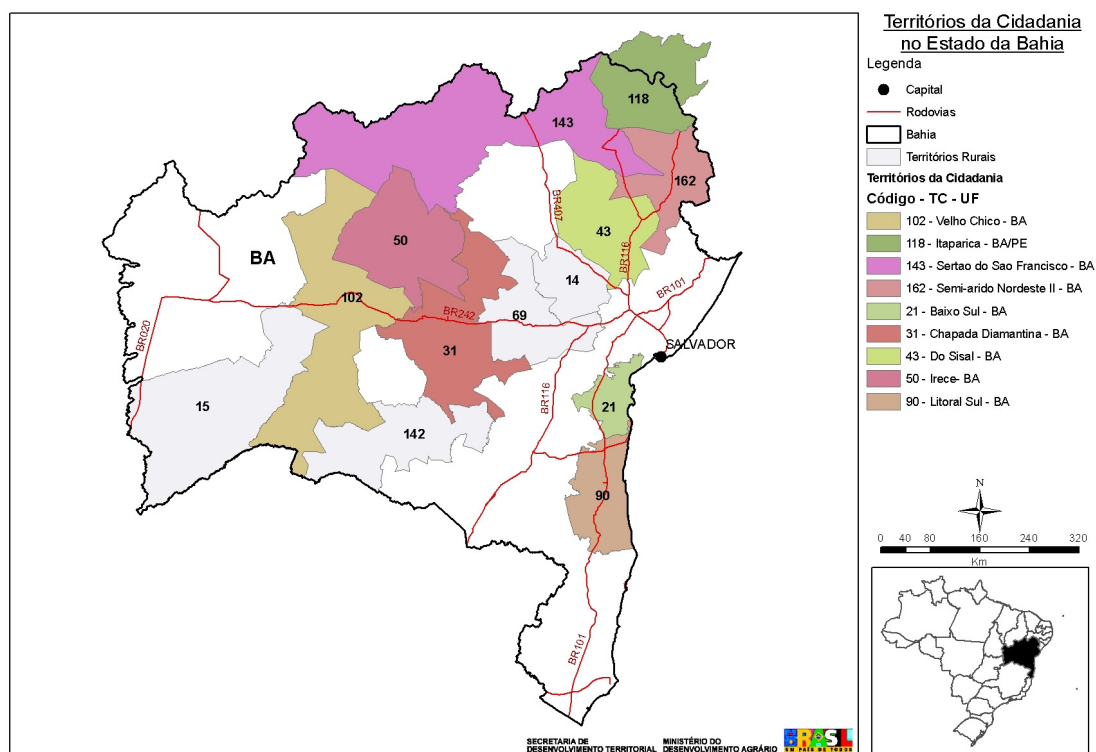 Territórios da Cidadania
no Estado da Bahia
Legenda
Capital
Rodovias
Bahia
Territórios Rurais
Territórios da Cidadania
Código - TC - UF
102 - Velho Chico - BA
118 - Itaparica - BA/PE
143 - Sertao do Sao Francisco - BA
162 - Semi-arido Nordeste II - BA
21 - Baixo Sul - BA
31 - Chapada Diamantina - BA
43 - Do Sisal - BA
50 - Irece- BA
90 - Litoral Sul - BA
118
143
162
BR407
43
50
BA
BR116
14
BR101
102
69
BR242
BR020
31
SALVADOR
BR116
15
21
142
90
BR101
N
0 40 80 160 240 320
Km
SECRETARIA DE
DESENVOLVIMENTO TERRITORIAL
MINISTÉRIO DO
DESENVOLVIMENTO AGRÁRIO
BRASIL
UM PAÍS DE TODOS